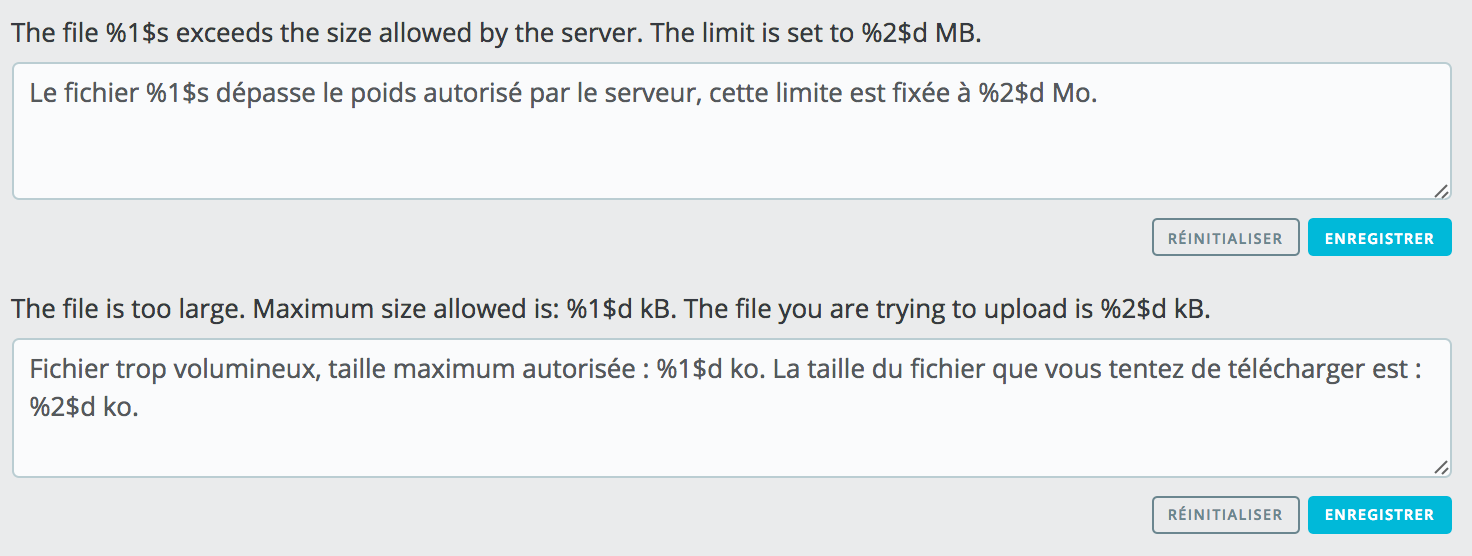 The file %1$s exceeds the size allowed by the server. The limit is set to %2$d MB.
Le fichier %1$s dépasse le poids autorisé par le serveur, cette limite est fixée à %2$d Mo.
RÉINITIALISER ENREGISTRER
The file is too large. Maximum size allowed is: %1$d kB. The file you are trying to upload is %2$d kB.
Fichier trop volumineux, taille maximum autorisée : %1$d ko. La taille du fichier que vous tentez de télécharger est :
%2$d ko.
RÉINITIALISER ENREGISTRER